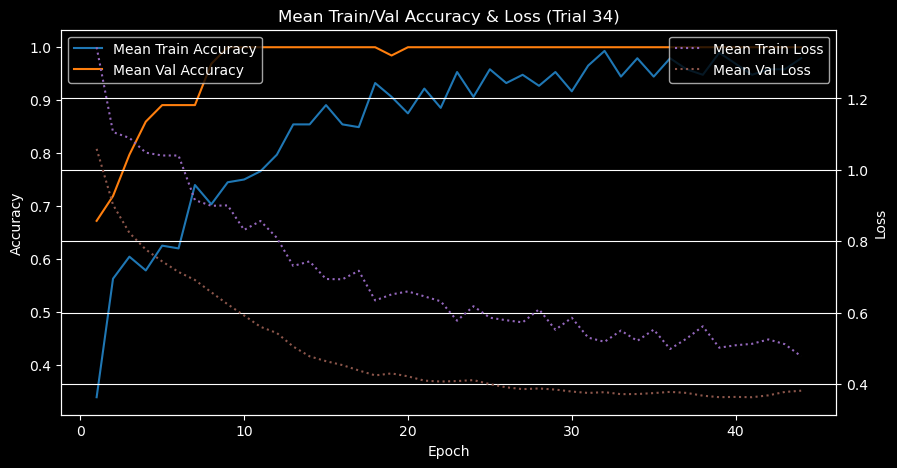 Mean Train/Val Accuracy & Loss (Trial 34)
Mean Train Accuracy
Mean Val Accuracy
Mean Train Loss
Mean Val Loss
1.0
0.9
0.8
0.7
0.6
0.5
0.4
Accuracy
1.2
1.0
0.8
0.6
0.4
Loss
0
10
20
30
40
Epoch